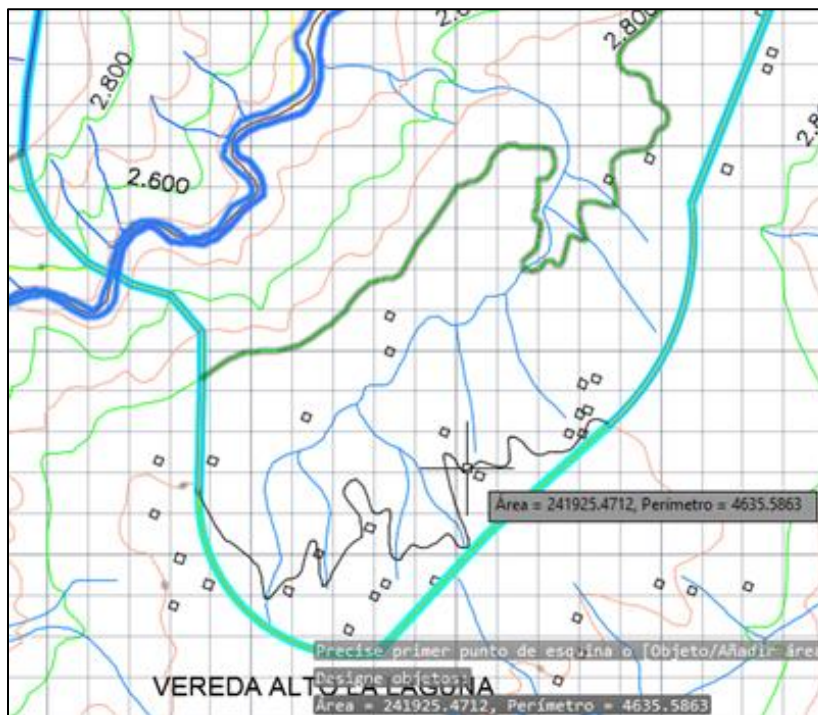 2.800
2.800
2.600
Área = 241925.4712, Perímetro = 4635.5863
Precise primer punto de esquina o [Objeto/Añadir área
Designe objetos:
VEREDA ALTO LA LAGUNA
Área = 241925.4712, Perímetro = 4635.5863